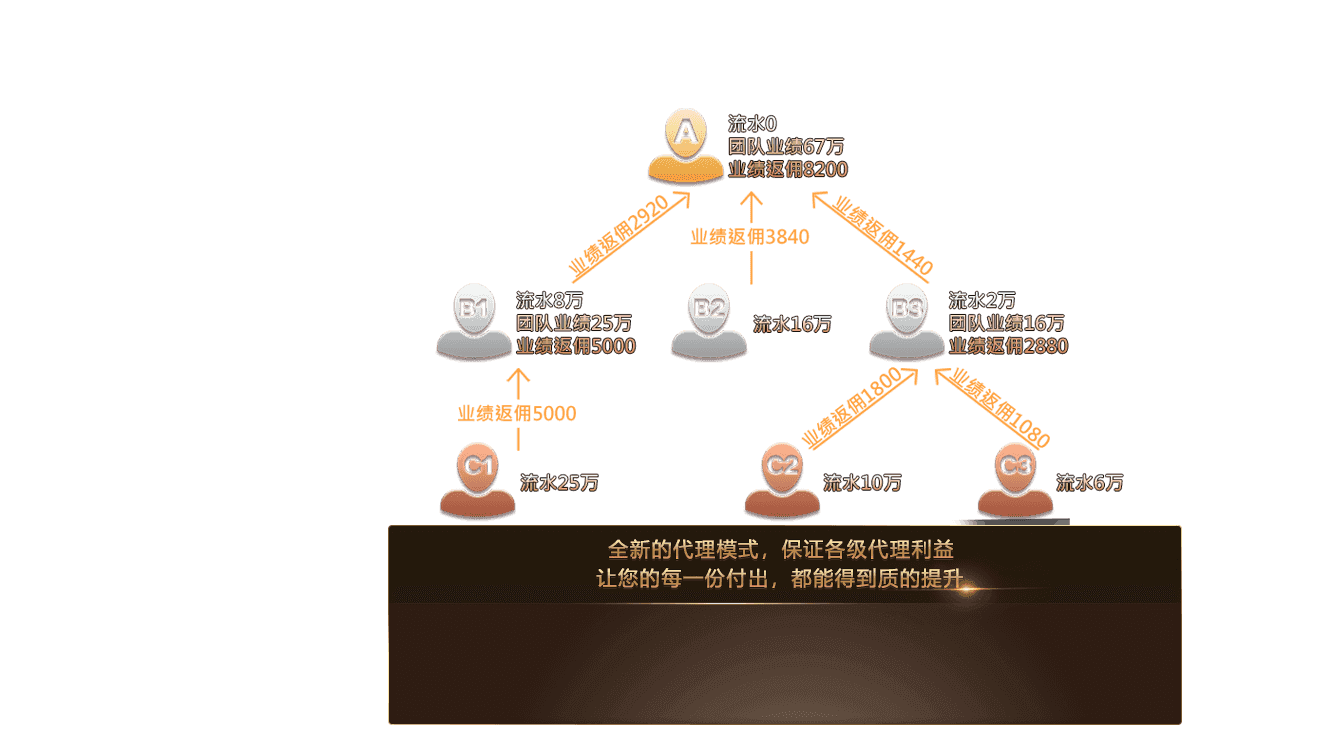 A
流水0
团队业绩67万
业绩返佣8200
业绩返佣2920
业绩返佣3840
业绩返佣1440
B1
流水8万
团队业绩25万
业绩返佣5000
B2
流水16万
B3
流水2万
团队业绩16万
业绩返佣2880
业绩返佣5000
业绩返佣1800
业绩返佣1080
C1
流水25万
C2
流水10万
C3
流水6万
全新的代理模式，保证各级代理利益
让您的每一份付出，都能得到质的提升